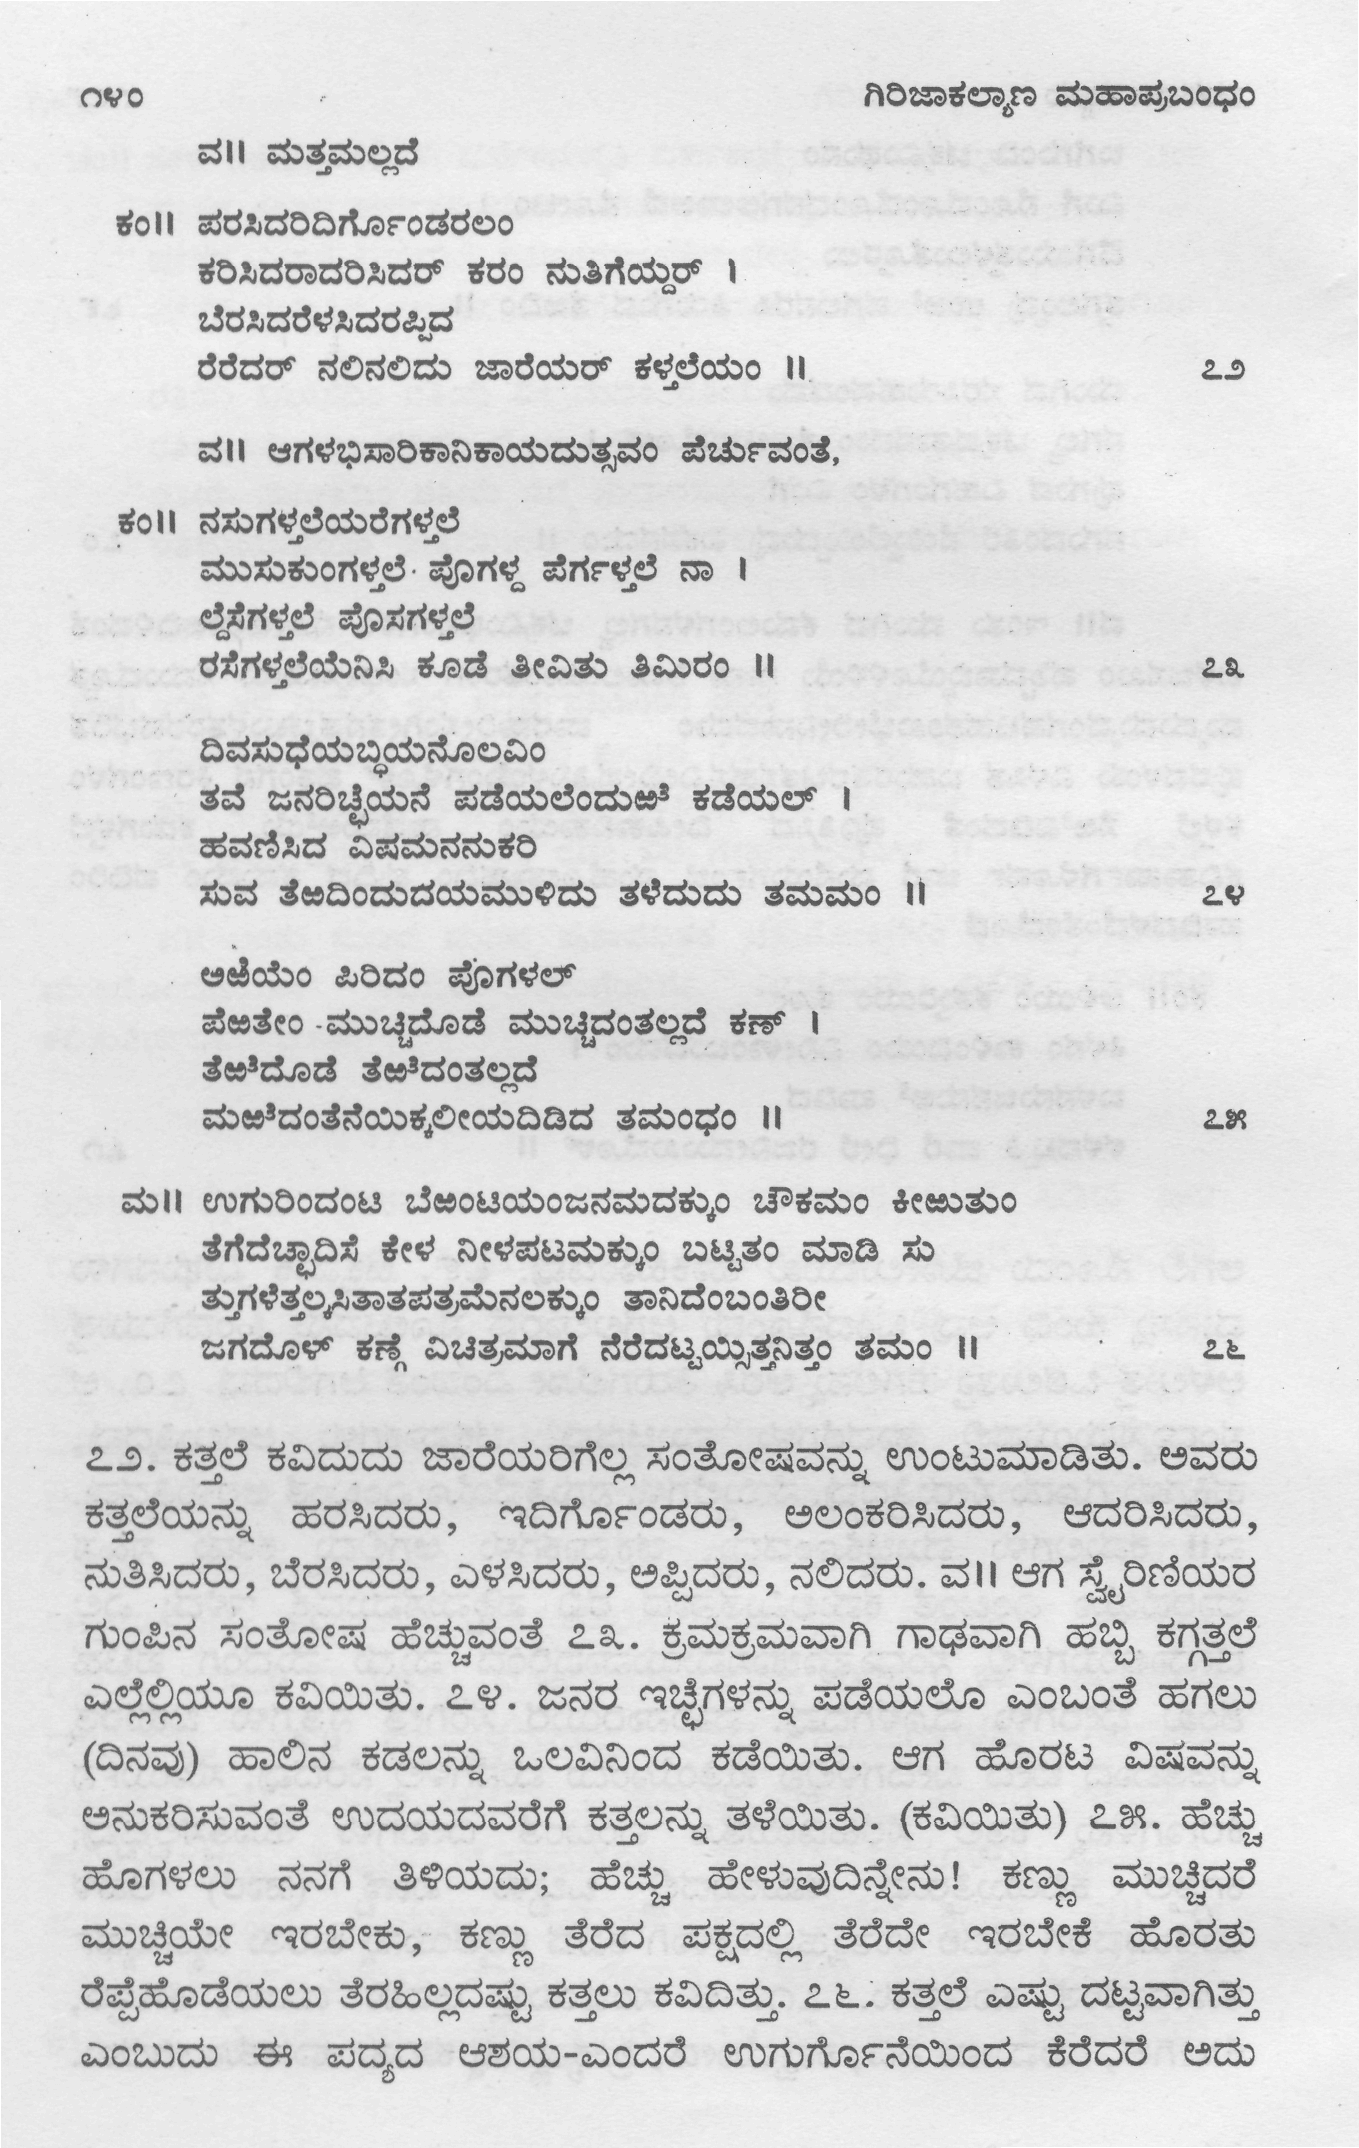 ೧೪೦ ಗಿರಿಜಾಕಲ್ಯಾಣ ಮಹಾಪ್ರಬಂಧಂ
ವ॥ ಮತ್ತಮಲ್ಲದೆ
ಕಂ॥ ಪರಸಿದರಿದಿರ್ಗೊಂಡರಲಂ
ಕರಿಸಿದರಾದರಿಸಿದರ್ ಕರಂ ನುತಿಗೆಯ್ದರ್ ।
ಬೆರಸಿದರೆಳಸಿದರಪ್ಪಿದ
ರೆರೆದರ್ ನಲಿನಲಿದು ಜಾರೆಯರ್ ಕಳ್ತಲೆಯಂ ॥ ೭೨
ವ॥ ಆಗಳಭಿಸಾರಿಕಾನಿಕಾಯದುತ್ಸವಂ ಪೆರ್ಚುವಂತೆ,
ಕಂ॥ ನಸುಗಳ್ತಲೆಯರೆಗಳ್ತಲೆ
ಮುಸುಕುಂಗಳ್ತಲೆ ಪೊಗಳ್ದ ಪೆರ್ಗಳ್ತಲೆ ನಾ ।
ಲ್ದೆಸೆಗಳ್ತಲೆ ಪೊಸಗಳ್ತಲೆ
ರಸೆಗಳ್ತಲೆಯೆನಿಸಿ ಕೂಡೆ ತೀವಿತು ತಿಮಿರಂ ॥ ೭೩
ದಿವಸುಧೆಯಬ್ಧಿಯನೊಲವಿಂ
ತವೆ ಜನರಿಚ್ಛೆಯನೆ ಪಡೆಯಲೆಂದುಱಿ ಕಡೆಯಲ್ ।
ಹವಣಿಸಿದ ವಿಷಮನನುಕರಿ
ಸುವ ತೆಱದಿಂದುದಯಮುಳಿದು ತಳೆದುದು ತಮಮಂ ॥ ೭೪
ಅಱಿಯೆಂ ಪಿರಿದಂ ಪೊಗಳಲ್
ಪೆಱತೇಂ ಮುಚ್ಚಿದೊಡೆ ಮುಚ್ಚಿದಂತಲ್ಲದೆ ಕಣ್ ।
ತೆಱಿದೊಡೆ ತೆಱಿದಂತಲ್ಲದೆ
ಮಱಿದಂತೆನೆಯಿಕ್ಕಲೀಯದಿಡಿದ ತಮಂಧಂ ॥ ೭೫
ಮ॥ ಉಗುರಿಂದಂಟಿ ಬೆಱಂಟಿಯಂಜನಮದಕ್ಕುಂ ಚೌಕಮಂ ಕೀಱುತುಂ
ತೆಗೆದೆಚ್ಛಾದಿಸೆ ಕೇಳ ನೀಳಪಟಮಕ್ಕುಂ ಬಟ್ಟಿತಂ ಮಾಡಿ ಸು
ತ್ತುಗಳೆತ್ತಲ್ಕಸಿತಾತಪತ್ರಮೆನಲಕ್ಕುಂ ತಾನಿದೆಂಬಂತಿರೀ
ಜಗದೊಳ್ ಕಣ್ಗೆ ವಿಚಿತ್ರಮಾಗೆ ನೆರೆದಟ್ಟಯ್ಸಿತ್ತನಿತ್ತಂ ತಮಂ ॥ ೭೬
೭೨. ಕತ್ತಲೆ ಕವಿದುದು ಜಾರೆಯರಿಗೆಲ್ಲ ಸಂತೋಷವನ್ನು ಉಂಟುಮಾಡಿತು. ಅವರು
ಕತ್ತಲೆಯನ್ನು ಹರಸಿದರು, ಇದಿರ್ಗೊಂಡರು, ಅಲಂಕರಿಸಿದರು, ಆದರಿಸಿದರು,
ನುತಿಸಿದರು, ಬೆರಸಿದರು, ಎಳಸಿದರು, ಅಪ್ಪಿದರು, ನಲಿದರು. ವ॥ ಆಗ ಸ್ವೈರಿಣಿಯರ
ಗುಂಪಿನ ಸಂತೋಷ ಹೆಚ್ಚುವಂತೆ ೭೩. ಕ್ರಮಕ್ರಮವಾಗಿ ಗಾಢವಾಗಿ ಹಬ್ಬಿ ಕಗ್ಗತ್ತಲೆ
ಎಲ್ಲೆಲ್ಲಿಯೂ ಕವಿಯಿತು. ೭೪. ಜನರ ಇಚ್ಛೆಗಳನ್ನು ಪಡೆಯಲೊ ಎಂಬಂತೆ ಹಗಲು
(ದಿನವು) ಹಾಲಿನ ಕಡಲನ್ನು ಒಲವಿನಿಂದ ಕಡೆಯಿತು. ಆಗ ಹೊರಟ ವಿಷವನ್ನು
ಅನುಕರಿಸುವಂತೆ ಉದಯದವರೆಗೆ ಕತ್ತಲನ್ನು ತಳೆಯಿತು. (ಕವಿಯಿತು) ೭೫. ಹೆಚ್ಚು
ಹೊಗಳಲು ನನಗೆ ತಿಳಿಯದು; ಹೆಚ್ಚು ಹೇಳುವುದಿನ್ನೇನು! ಕಣ್ಣು ಮುಚ್ಚಿದರೆ
ಮುಚ್ಚಿಯೇ ಇರಬೇಕು, ಕಣ್ಣು ತೆರೆದ ಪಕ್ಷದಲ್ಲಿ ತೆರೆದೇ ಇರಬೇಕೆ ಹೊರತು
ರೆಪ್ಪೆಹೊಡೆಯಲು ತೆರಹಿಲ್ಲದಷ್ಟು ಕತ್ತಲು ಕವಿದಿತ್ತು. ೭೬. ಕತ್ತಲೆ ಎಷ್ಟು ದಟ್ಟವಾಗಿತ್ತು
ಎಂಬುದು ಈ ಪದ್ಯದ ಆಶಯ-ಎಂದರೆ ಉಗುರ್ಗೊನೆಯಿಂದ ಕೆರೆದರೆ ಅದು